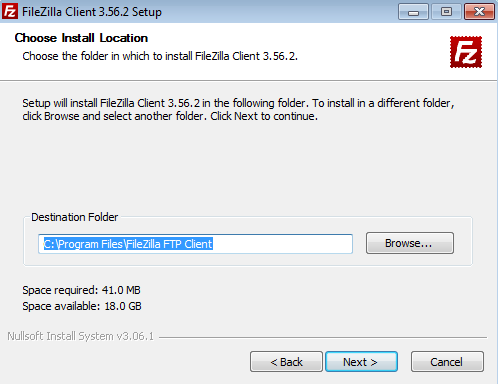 FileZilla Client 3.56.2 Setup
Choose Install Location
Choose the folder in which to install FileZilla Client 3.56.2.
Fz
Setup will install FileZilla Client 3.56.2 in the following folder. To install in a different folder,
click Browse and select another folder. Click Next to continue.
Destination Folder
C:\Program Files\FileZilla FTP Client
Browse...
Space required: 41.0 MB
Space available: 18.0 GB
Nullsoft Install System v3.06.1
< Back Next > Cancel